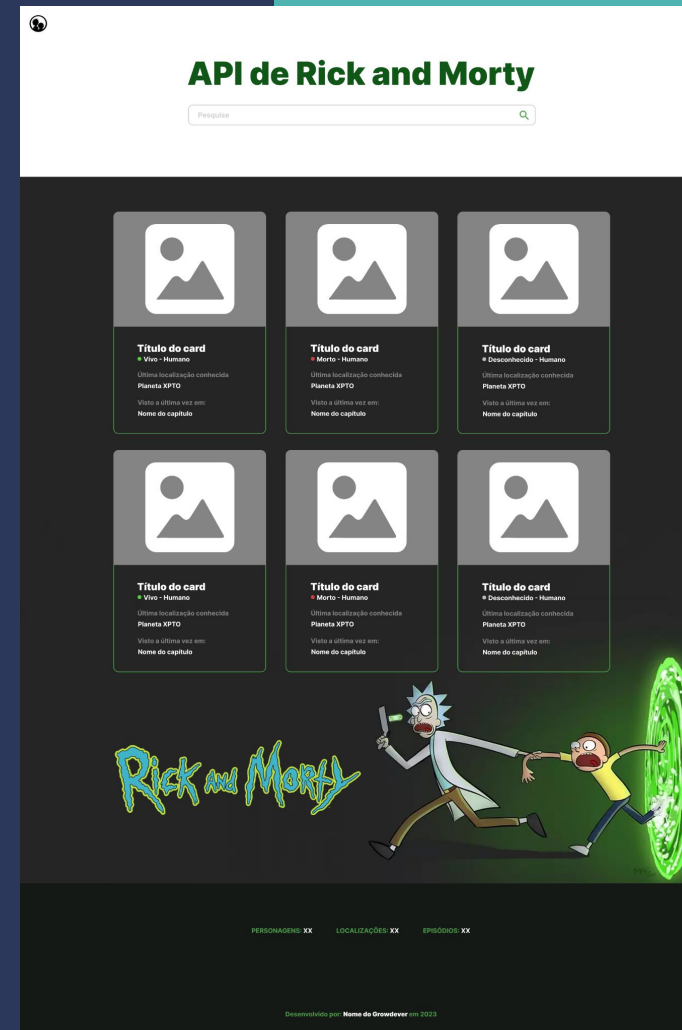 API de Rick and Morty
Pesquise
Título do card
Vivo - Humano
Última localização conhecida
Planeta XPTO
Visto a última vez em:
Nome do capítulo
Título do card
Morto - Humano
Última localização conhecida
Planeta XPTO
Visto a última vez em:
Nome do capítulo
Título do card
Desconhecido - Humano
Última localização conhecida
Planeta XPTO
Visto a última vez em:
Nome do capítulo
Título do card
Vivo - Humano
Última localização conhecida
Planeta XPTO
Visto a última vez em:
Nome do capítulo
Título do card
Morto - Humano
Última localização conhecida
Planeta XPTO
Visto a última vez em:
Nome do capítulo
Título do card
Desconhecido - Humano
Última localização conhecida
Planeta XPTO
Visto a última vez em:
Nome do capítulo
Rick and Morty
PERSONAGENS: XX LOCALIZAÇÕES: XX EPISÓDIOS: XX
Desenvolvido por: Nome do Growdever em 2023